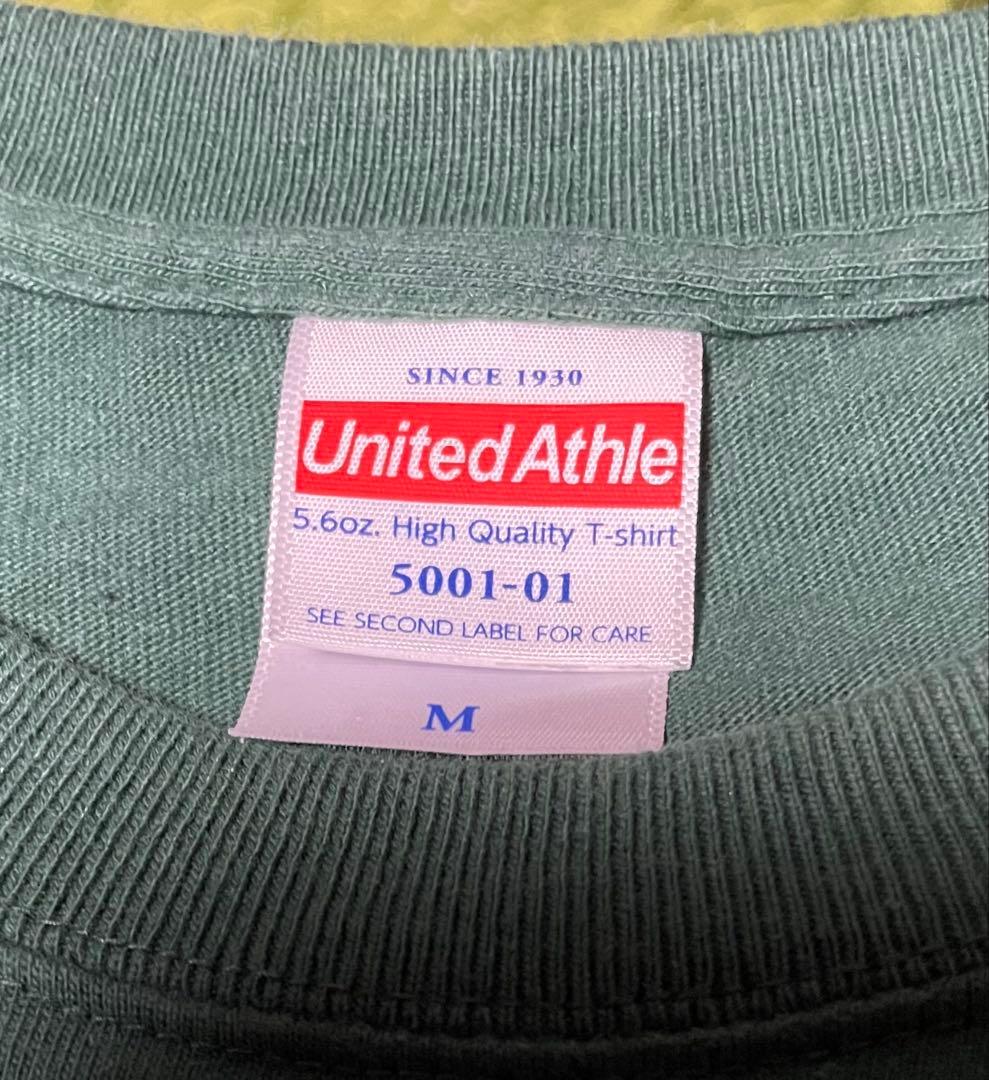 SINCE 1930
United Athle
5.6oz. High Quality T-shirt
5001-01
SEE SECOND LABEL FOR CARE
M